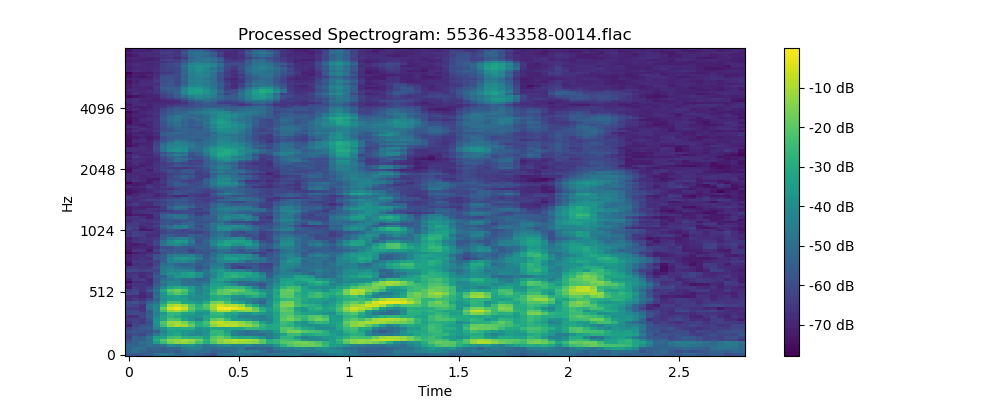 Processed Spectrogram: 5536-43358-0014.flac
Hz
4096
2048
1024
512
0
0 0.5 1 1.5 2 2.5
Time
-10 dB
-20 dB
-30 dB
-40 dB
-50 dB
-60 dB
-70 dB